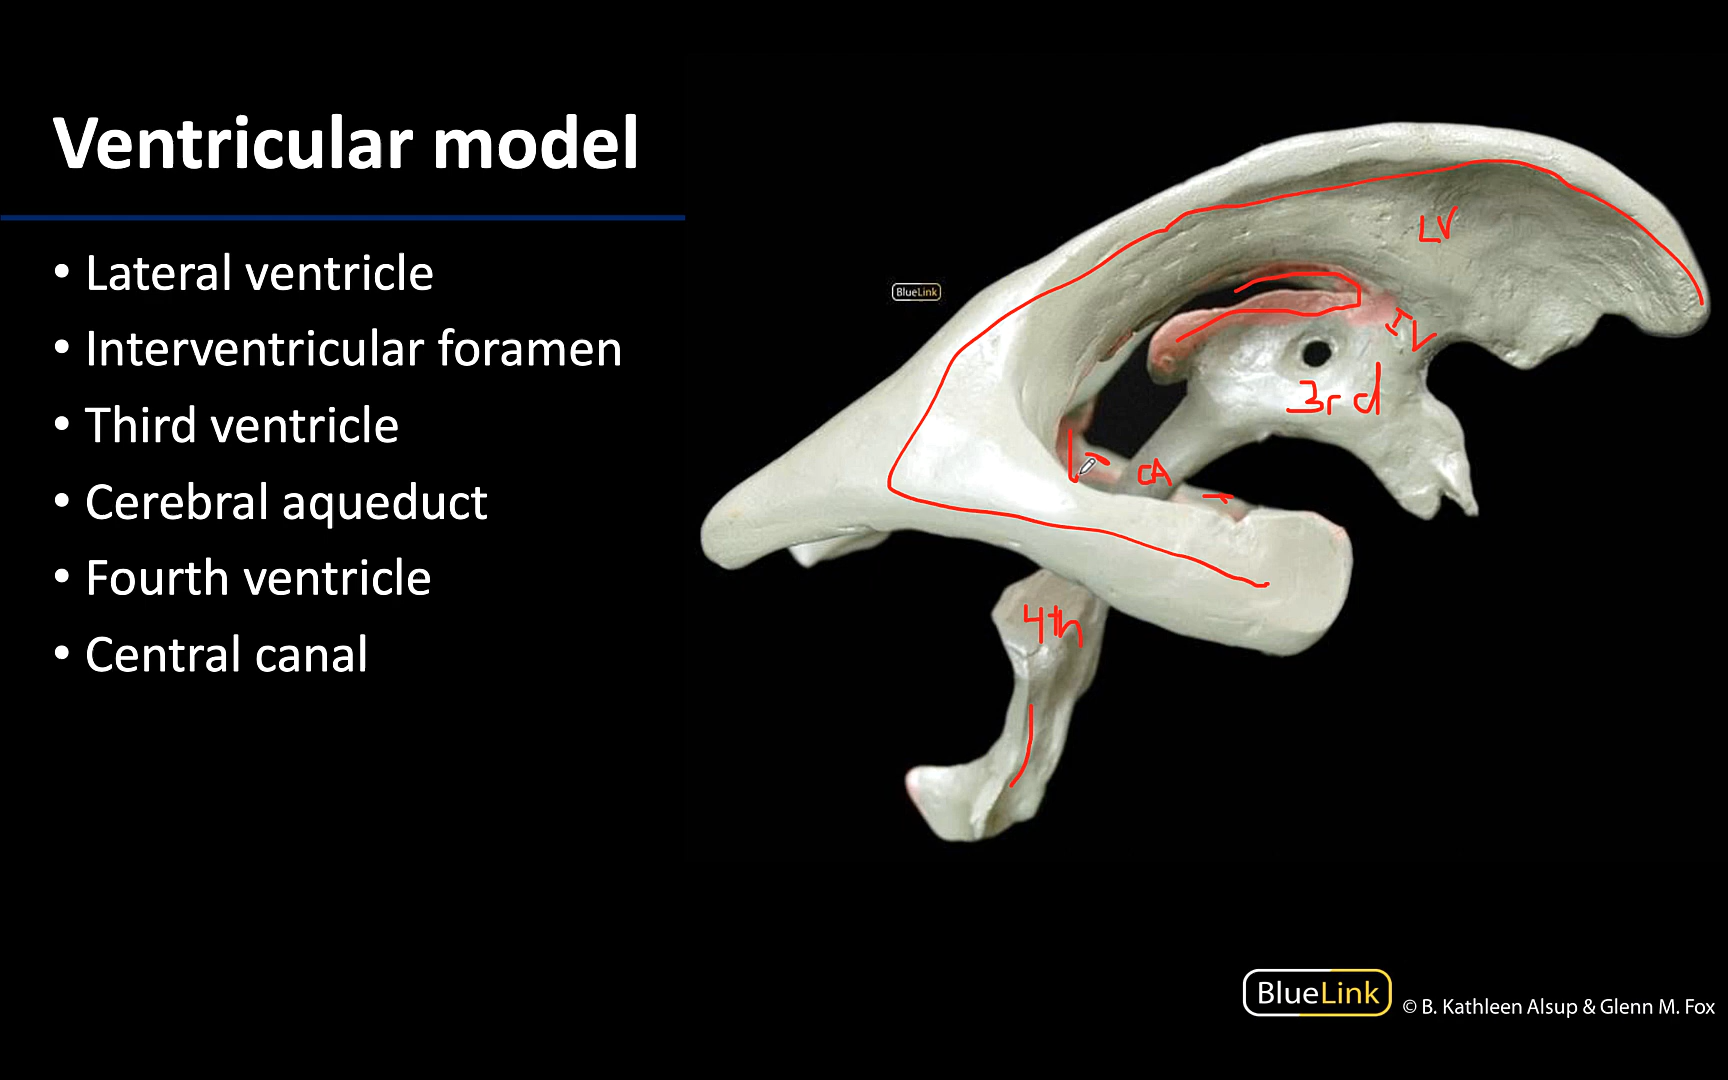 Ventricular model
• Lateral ventricle
• Interventricular foramen
• Third ventricle
• Cerebral aqueduct
• Fourth ventricle
• Central canal
BlueLink
LV
IV
3rd
CA
4th
BlueLink © B. Kathleen Alsup & Glenn M. Fox